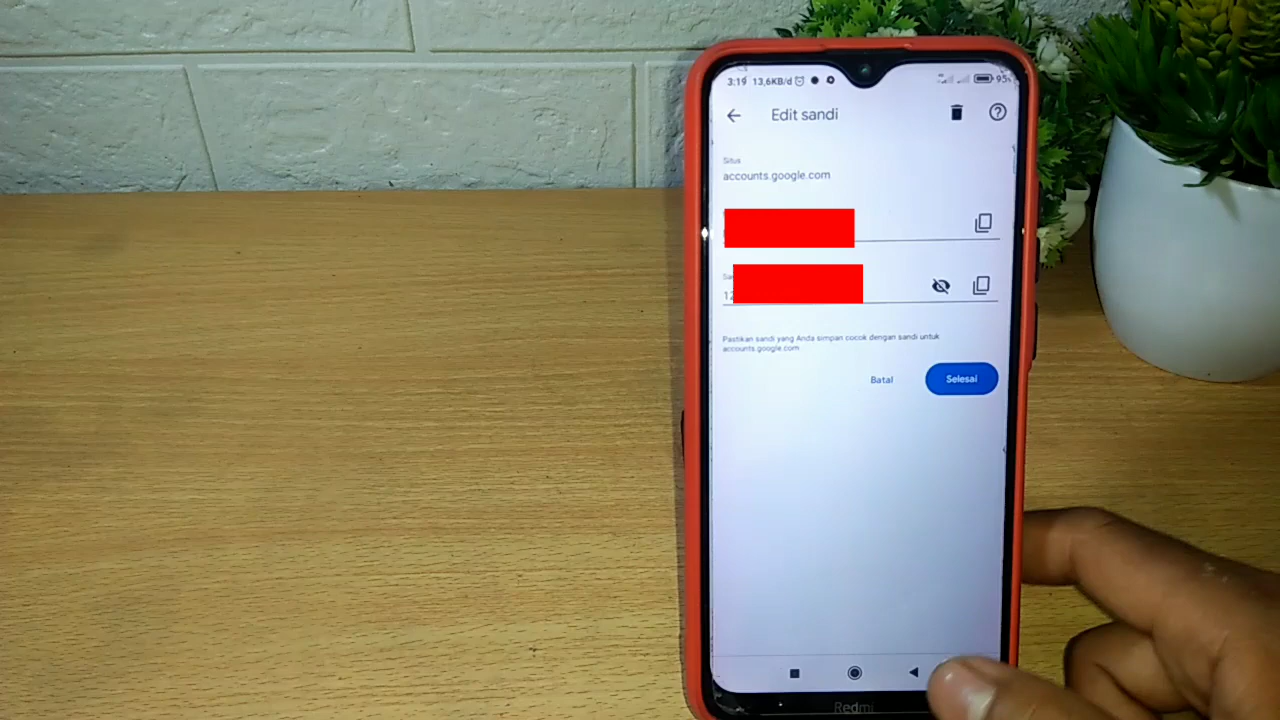 3:19 13,6KB/d 95
Edit sandi
Situs
accounts.google.com
12
Pastikan sandi yang Anda simpan cocok dengan sandi untuk
accounts.google.com
Batal Selesai
Redmi